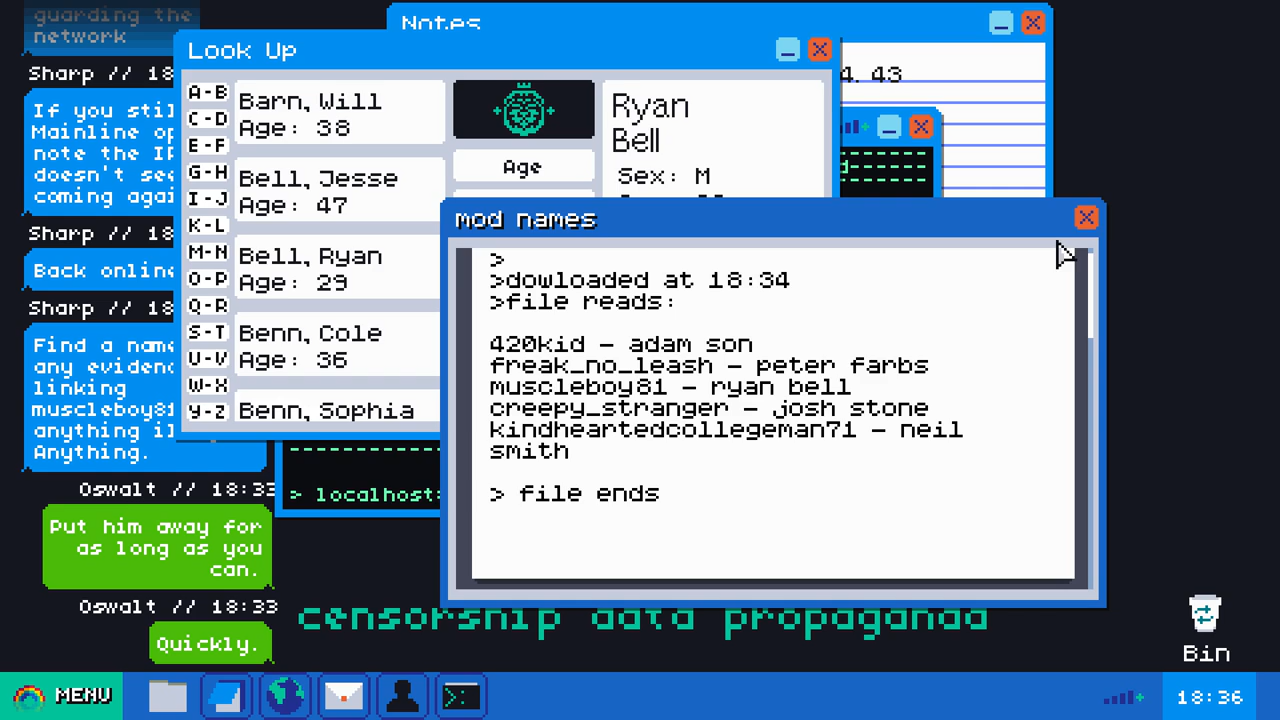 guarding the
network
Sharp // 18
If you stil
Mainline op
note the IP
doesn't see
coming agai
Sharp // 18
Back online
Sharp // 18
Find a name
any evidenc
linking
muscleboy81
anything il
Anything.
Oswalt // 18:33
Put him away for
as long as you
can.
Oswalt // 18:33
Quickly.
Notes
4. 43
Look Up
A-B
C-D
E-F
G-H
I-J
K-L
M-N
O-P
Q-R
S-T
U-V
W-X
Y-Z
Barn, Will
Age: 38
Bell, Jesse
Age: 47
Bell, Ryan
Age: 29
Benn, Cole
Age: 36
Benn, Sophia
Age
Ryan
Bell
Sex: M
> localhost:
mod names
>
>dowloaded at 18:34
>file reads:
420kid - adam son
freak_no_leash - peter farbs
muscleboy81 - ryan bell
creepy_stranger - josh stone
kindheartedcollegeman71 - neil
smith
> file ends
censorship data propaganda
Bin
MENU
18:36